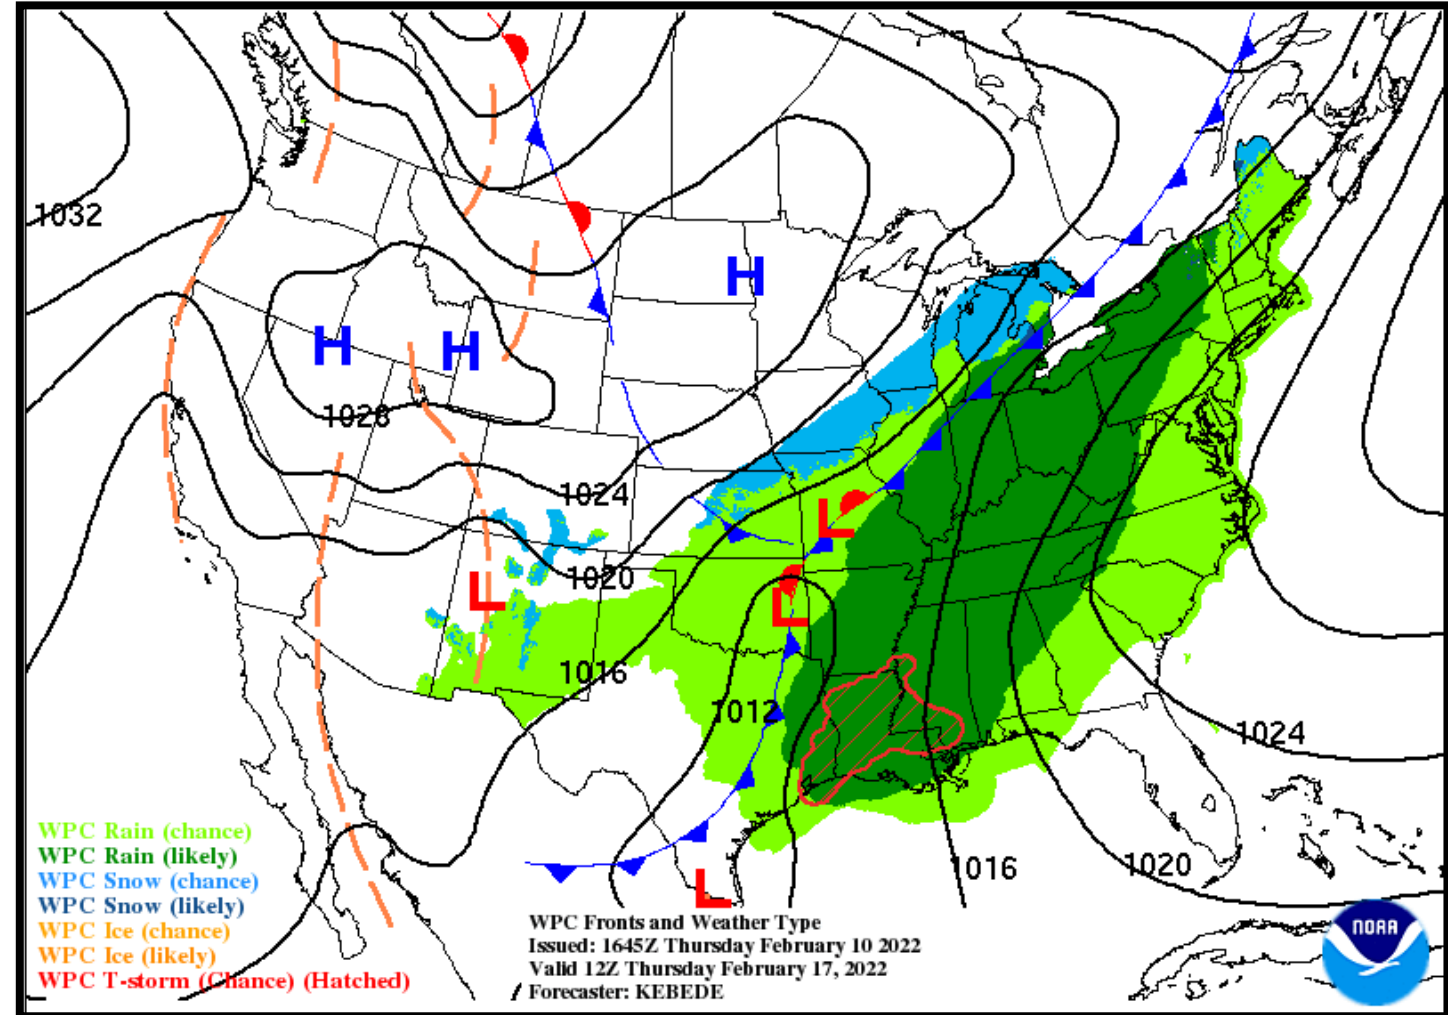 1032
H
H
H
1028
1024
L
1020
L
L
1016
1012
1024
WPC Rain (chance)
WPC Rain (likely)
WPC Snow (chance)
WPC Snow (likely)
WPC Ice (chance)
WPC Ice (likely)
WPC T-storm (Chance) (Hatched)
L
1016
1020
WPC Fronts and Weather Type
Issued: 1645Z Thursday February 10 2022
Valid 12Z Thursday February 17, 2022
Forecaster: KEBEDE
NOAA